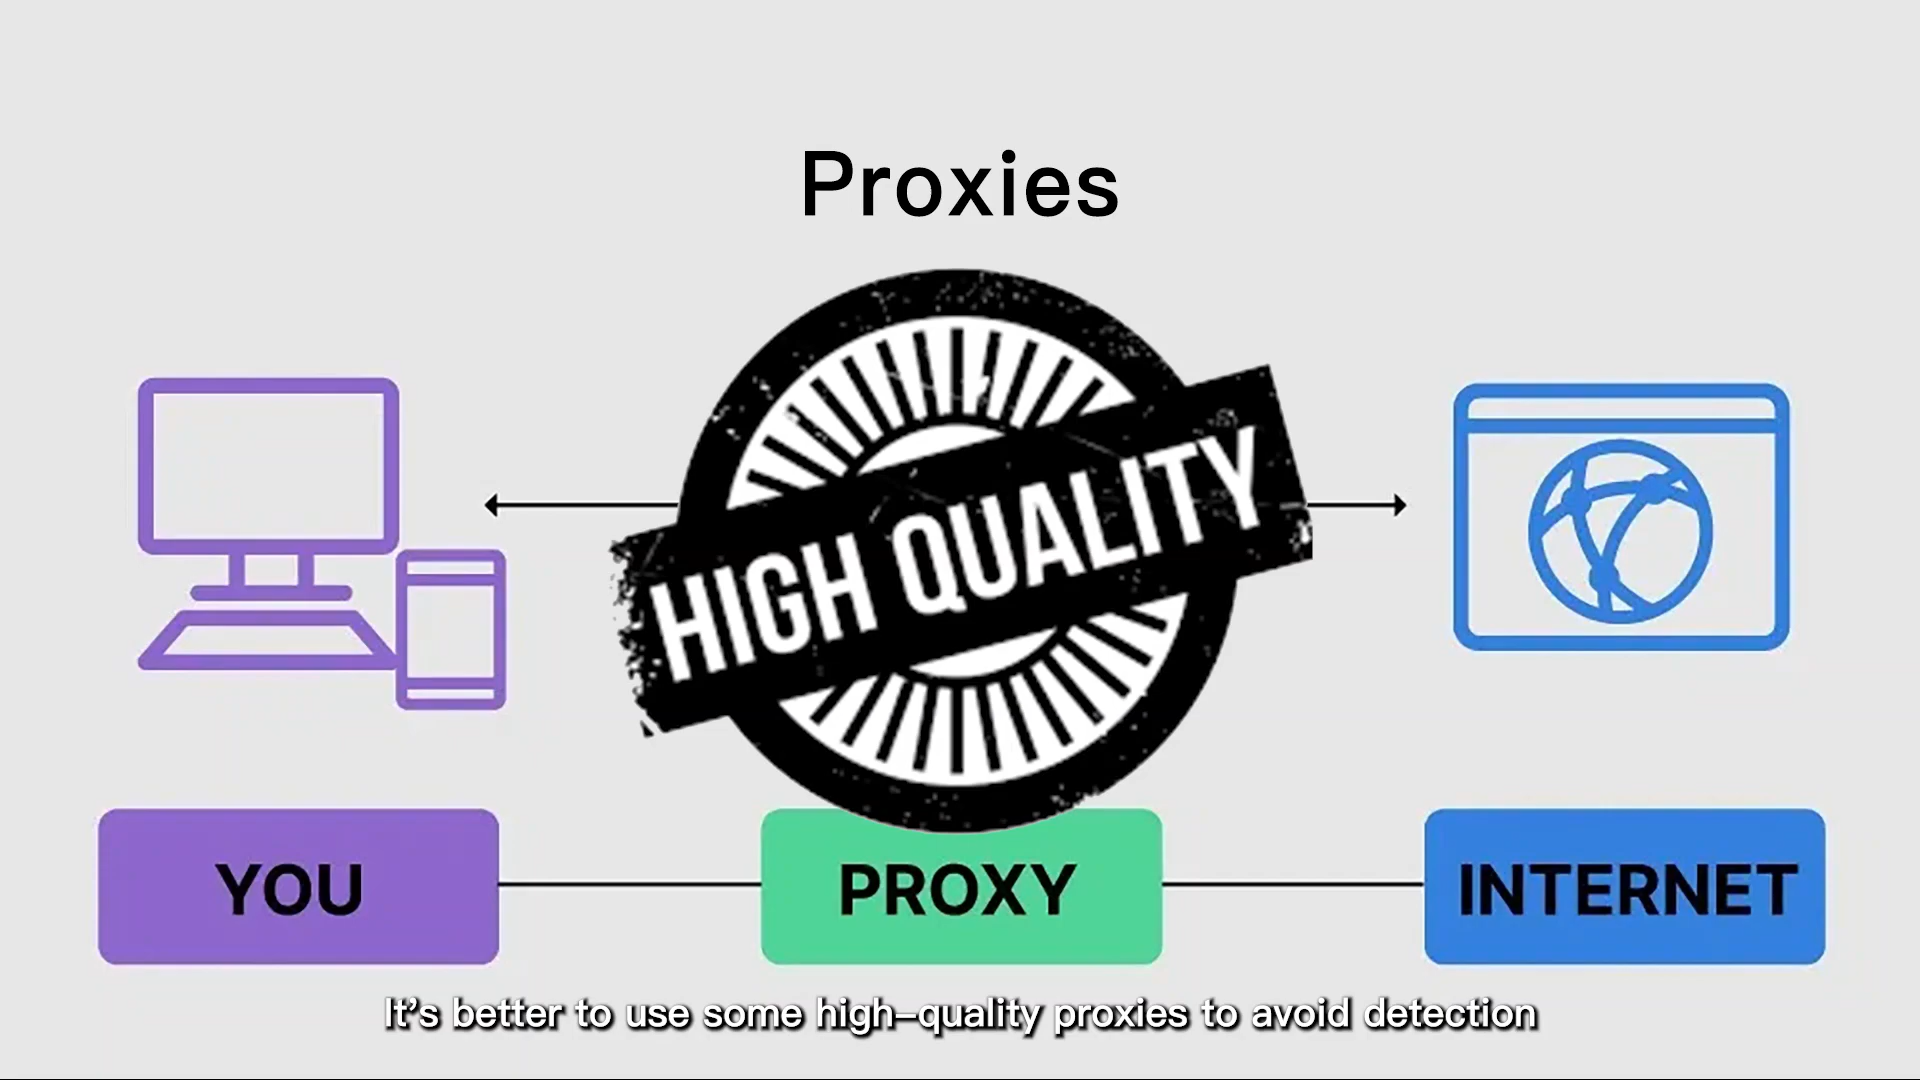 Proxies
HIGH QUALITY
YOU
PROXY
INTERNET
It's better to use some high-quality proxies to avoid detection